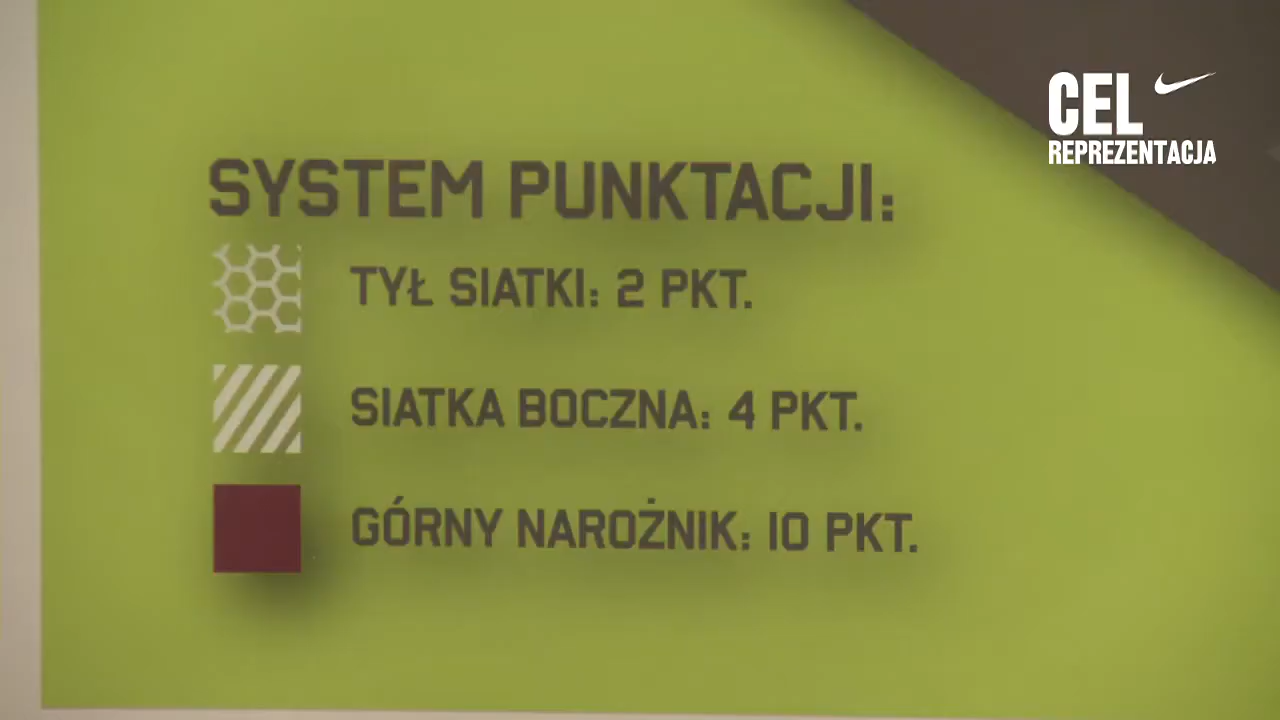 CEL
REPREZENTACJA
SYSTEM PUNKTACJI:
TYŁ SIATKI: 2 PKT.
SIATKA BOCZNA: 4 PKT.
GÓRNY NAROŻNIK: 10 PKT.